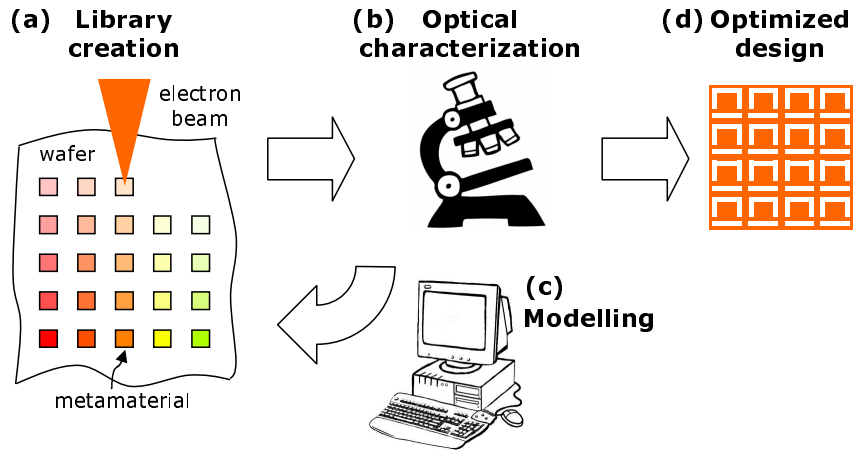 (a) Library
creation
electron
beam
wafer
metamaterial
(b) Optical
characterization
(c)
Modelling
(d) Optimized
design